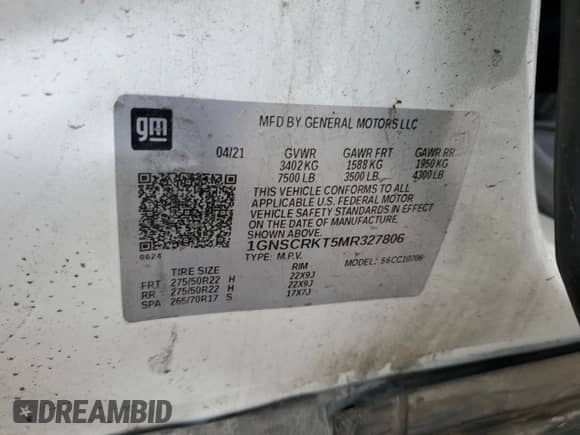 gm
MFD BY GENERAL MOTORS LLC
04/21 GVWR GAWR FRT GAWR RR
3402 KG 1588 KG 1950 KG
7500 LB 3500 LB 4300 LB
THIS VEHICLE CONFORMS TO ALL
APPLICABLE U.S. FEDERAL MOTOR
VEHICLE SAFETY STANDARDS IN EFFECT
ON THE DATE OF MANUFACTURE
SHOWN ABOVE.
1GNSCRKT5MR327806
0624
TYPE: M.P.V. MODEL: S6CC10706
TIRE SIZE RIM
FRT 275/50R22 H 22X9J
RR 275/50R22 H 22X9J
SPA 265/70R17 S 17X7J
DREAMBID